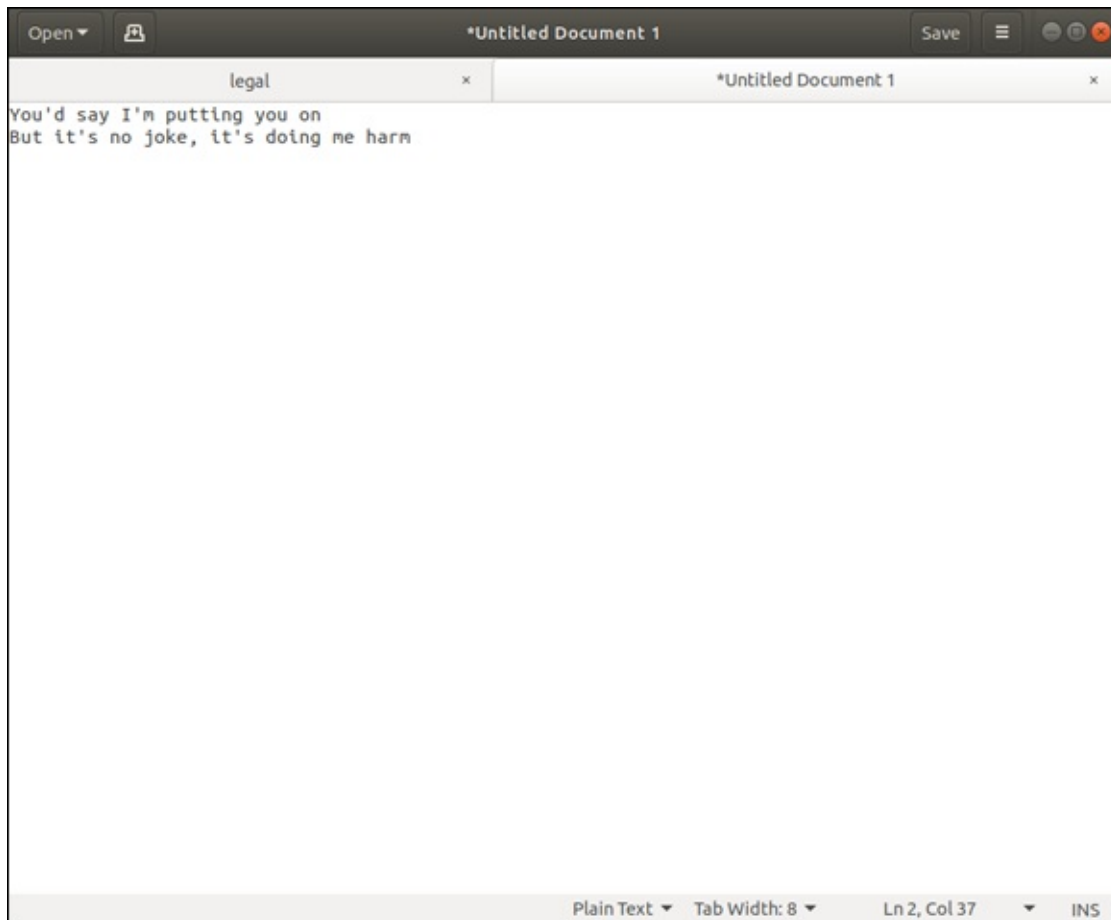 Open
*Untitled Document 1
Save
legal
*Untitled Document 1
You'd say I'm putting you on
But it's no joke, it's doing me harm
Plain Text
Tab Width: 8
Ln 2, Col 37
INS